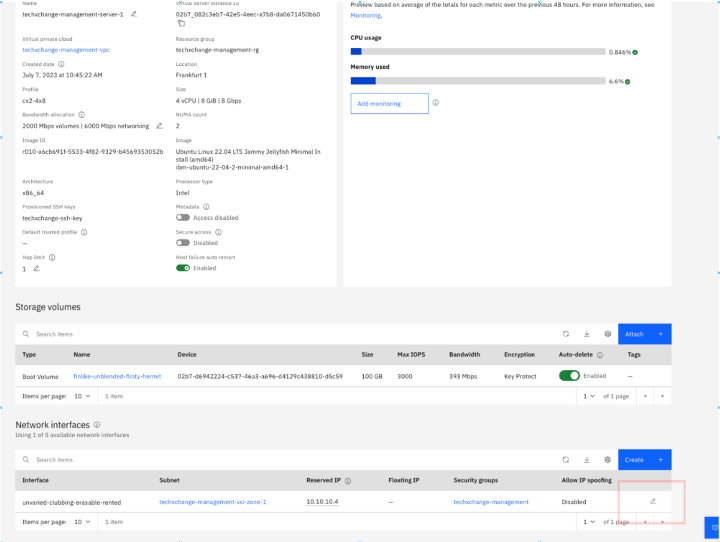 Name
techxchange-management-server-1
Virtual server instance ID
02b7_082c3eb7-42e5-4eec-a7b8-da0671450b60
Virtual private cloud
techxchange-management-vpc
Resource group
techxchange-management-rg
Created date
July 7, 2023 at 10:45:22 AM
Location
Frankfurt 1
Profile
cx2-4x8
Size
4 vCPU | 8 GiB | 8 Gbps
Bandwidth allocation
2000 Mbps volumes | 6000 Mbps networking
NUMA count
2
Image ID
r010-a6cb691f-5533-4f82-9329-b4569353052b
Image
Ubuntu Linux 22.04 LTS Jammy Jellyfish Minimal In
stall (amd64)
ibm-ubuntu-22-04-2-minimal-amd64-1
Architecture
x86_64
Processor type
Intel
Provisioned SSH keys
techxchange-ssh-key
Metadata
Access disabled
Default trusted profile
–
Secure access
Disabled
Hop limit
1
Host failure auto restart
Enabled
Preview based on average of the totals for each metric over the previous 48 hours. For more information, see
Monitoring.
CPU usage
0.846%
Memory used
6.6%
Add monitoring
Storage volumes
Search items
Attach +
Type Name Device Size Max IOPS Bandwidth Encryption Auto-delete Tags
Boot Volume finlike-unblended-flinty-hermit 02b7-d6942224-c537-46a3-a696-d4129c438810-d5c59 100 GB 3000 393 Mbps Key Protect Enabled –
Items per page: 10 1 item 1 of 1 page
Network interfaces
Using 1 of 5 available network interfaces
Search items
Create +
Interface Subnet Reserved IP Floating IP Security groups Allow IP spoofing
unvaried-clubbing-erasable-rented techxchange-management-vsi-zone-1 10.10.10.4 – techxchange-management Disabled
Items per page: 10 1 item 1 of 1 page